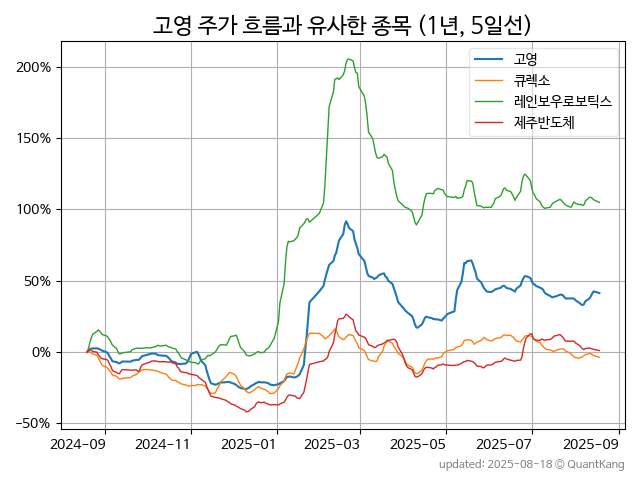 고영 주가 흐름과 유사한 종목 (1년, 5일선)
고영
큐렉소
레인보우로보틱스
제주반도체
200%
150%
100%
50%
0%
−50%
2024−09
2024−11
2025−01
2025−03
2025−05
2025−07
2025−09
updated: 2025-08-18 © QuantKang